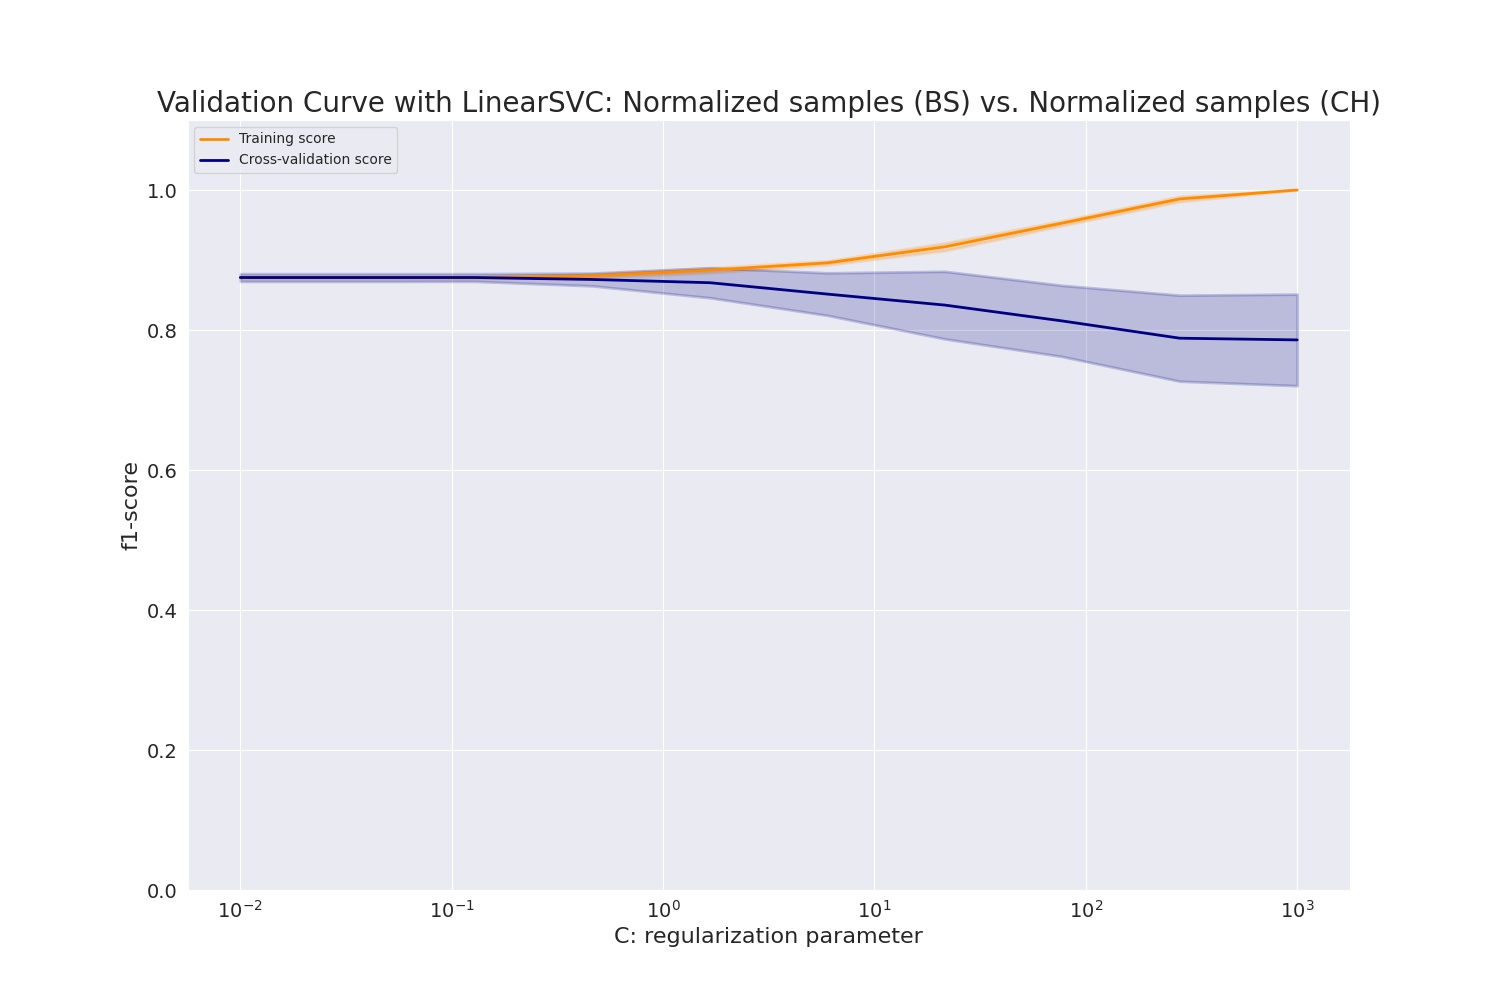 Validation Curve with LinearSVC: Normalized samples (BS) vs. Normalized samples (CH)
Training score
Cross-validation score
1.0
0.8
0.6
0.4
0.2
0.0
f1-score
10⁻² 10⁻¹ 10⁰ 10¹ 10² 10³
C: regularization parameter